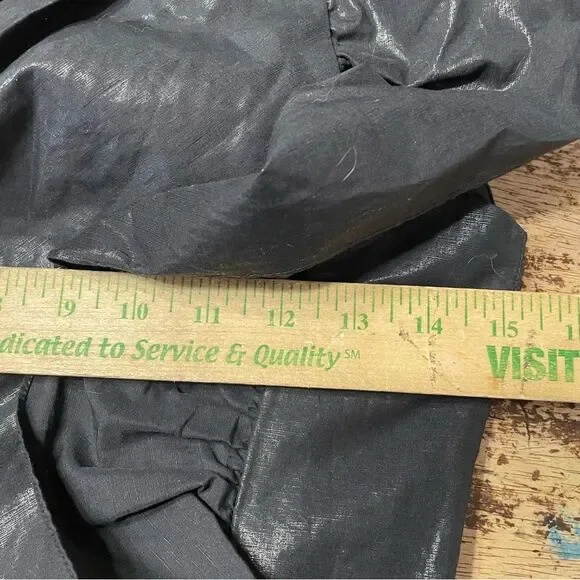 9 10 11 12 13 14 15
dicated to Service & Quality SM VISIT